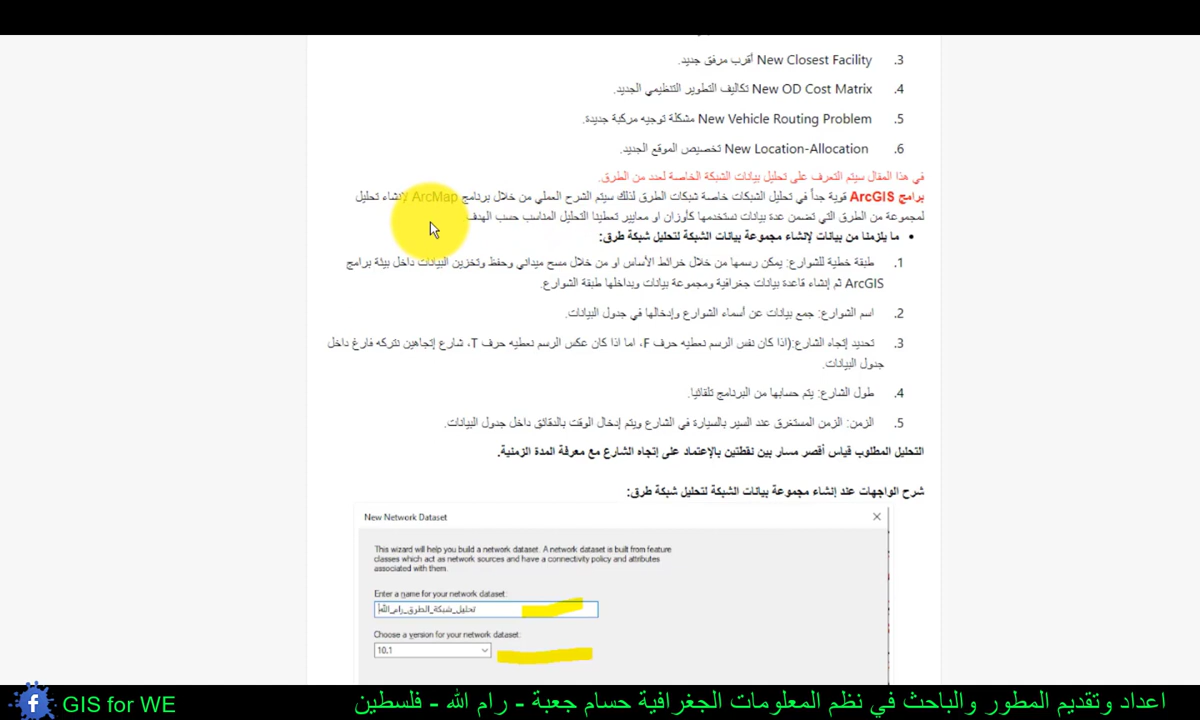 3. New Closest Facility أقرب مرفق جديد.
4. New OD Cost Matrix تكاليف التطوير التنظيمي الجديد.
5. New Vehicle Routing Problem مشكلة توجيه مركبة جديدة.
6. New Location-Allocation تخصيص الموقع الجديد.
في هذا المقال سيتم التعرف على تحليل بيانات الشبكة الخاصة لعدد من الطرق.
برامج ArcGIS قوية جداً في تحليل الشبكات خاصة شبكات الطرق لذلك سيتم الشرح العملي من خلال برنامج ArcMap لإنشاء تحليل
لمجموعة من الطرق التي تضمن عدة بيانات نستخدمها كأوزان او معايير تعطينا التحليل المناسب حسب الهدف
• ما يلزمنا من بيانات لإنشاء مجموعة بيانات الشبكة لتحليل شبكة طرق:
1. طبقة خطية للشوارع: يمكن رسمها من خلال خرائط الأساس او من خلال مسح ميداني وحفظ وتخزين البيانات داخل بيئة برامج
ArcGIS ثم إنشاء قاعدة بيانات جغرافية ومجموعة بيانات وبداخلها طبقة الشوارع.
2. اسم الشوارع: جمع بيانات عن أسماء الشوارع وإدخالها في جدول البيانات.
3. تحديد إتجاه الشارع:(اذا كان نفس الرسم نعطيه حرف F، اما اذا كان عكس الرسم نعطيه حرف T، شارع إتجاهين نتركه فارغ داخل
جدول البيانات.
4. طول الشارع: يتم حسابها من البرنامج تلقائيا.
5. الزمن: الزمن المستغرق عند السير بالسيارة في الشارع ويتم إدخال الوقت بالدقائق داخل جدول البيانات.
التحليل المطلوب قياس أقصر مسار بين نقطتين بالإعتماد على إتجاه الشارع مع معرفة المدة الزمنية.
شرح الواجهات عند إنشاء مجموعة بيانات الشبكة لتحليل شبكة طرق:
New Network Dataset
This wizard will help you build a network dataset. A network dataset is built from feature
classes which act as network sources and have a connectivity policy and attributes
associated with them.
Enter a name for your network dataset:
تحليل_شبكة_الطرق_رام_الله
Choose a version for your network dataset:
10.1
GIS for WE
اعداد وتقديم المطور والباحث في نظم المعلومات الجغرافية حسام جعبة - رام الله - فلسطين